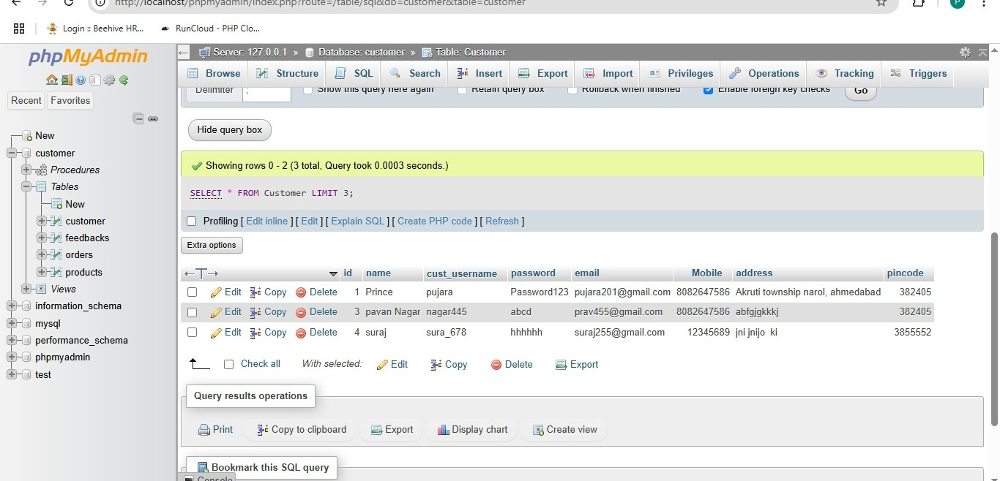 http://localhost/phpmyadmin/index.php?route=/table/sql&db=customer&table=customer
P
Login :: Beehive HR... RunCloud - PHP Clo...
phpMyAdmin
Recent Favorites
New
customer
Procedures
Tables
New
customer
feedbacks
orders
products
Views
information_schema
mysql
performance_schema
phpmyadmin
test
Server: 127.0.0.1 » Database: customer » Table: Customer
Browse Structure SQL Search Insert Export Import Privileges Operations Tracking Triggers
Delimiter ; Show this query here again Retain query box Rollback when finished Enable foreign key checks Go
Hide query box
Showing rows 0 - 2 (3 total, Query took 0.0003 seconds.)
SELECT * FROM Customer LIMIT 3;
Profiling [ Edit inline ] [ Edit ] [ Explain SQL ] [ Create PHP code ] [ Refresh ]
Extra options
←T→ id name cust_username password email Mobile address pincode
Edit Copy Delete 1 Prince pujara Password123 pujara201@gmail.com 8082647586 Akruti township narol, ahmedabad 382405
Edit Copy Delete 3 pavan Nagar nagar445 abcd prav455@gmail.com 8082647586 abfgjgkkkj 382405
Edit Copy Delete 4 suraj sura_678 hhhhhh suraj255@gmail.com 12345689 jni jnijo ki 3855552
Check all With selected: Edit Copy Delete Export
Query results operations
Print Copy to clipboard Export Display chart Create view
Bookmark this SQL query
Console